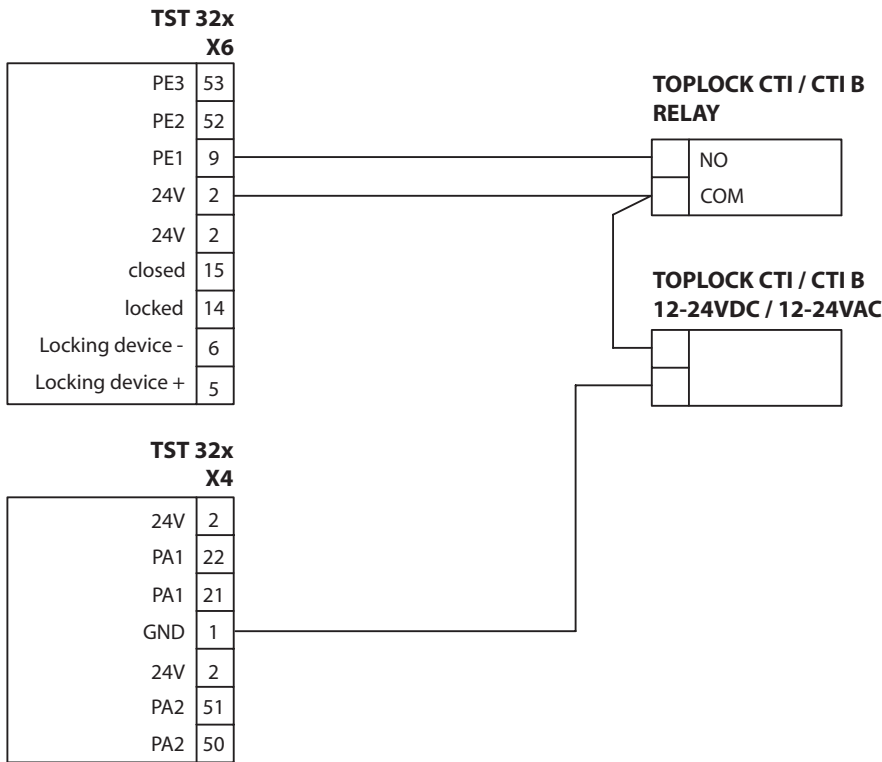 TST 32x
X6
PE3 53
PE2 52
PE1 9
24V 2
24V 2
closed 15
locked 14
Locking device - 6
Locking device + 5
TOPLOCK CTI / CTI B
RELAY
NO
COM
TOPLOCK CTI / CTI B
12-24VDC / 12-24VAC
TST 32x
X4
24V 2
PA1 22
PA1 21
GND 1
24V 2
PA2 51
PA2 50